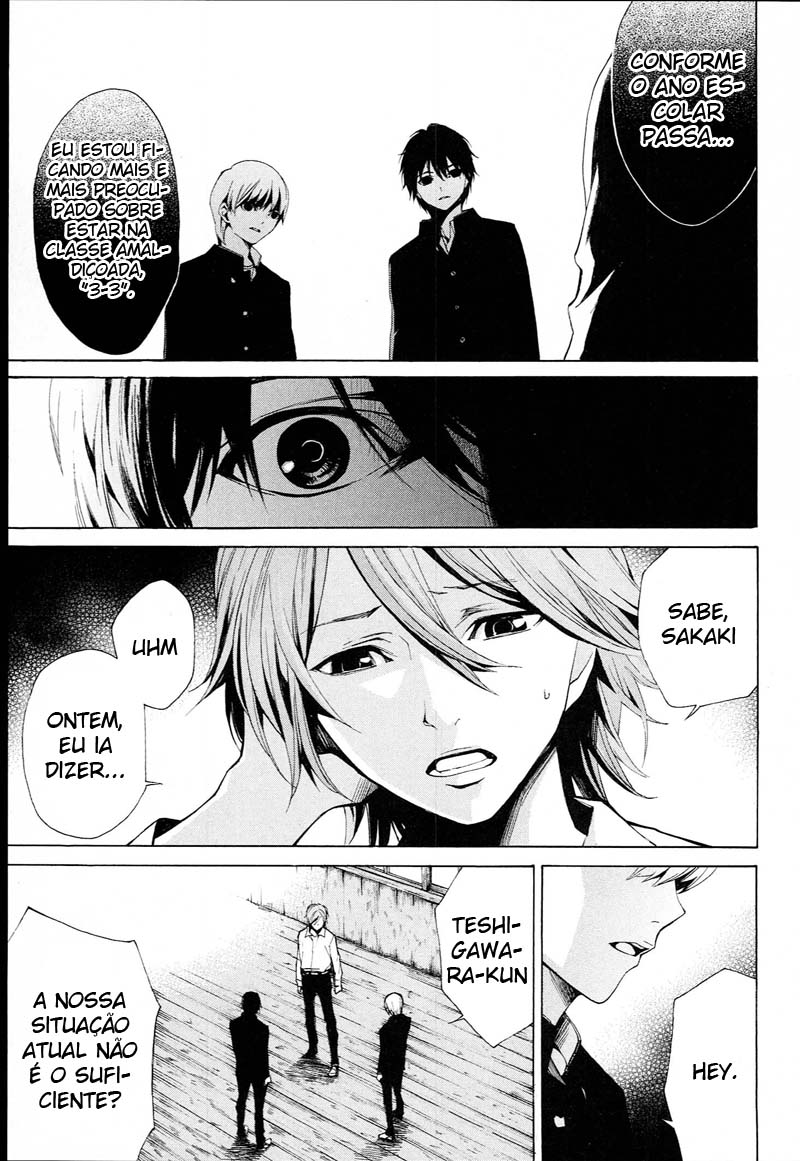 CONFORME
O ANO ES-
COLAR
PASSA...
EU ESTOU FI-
CANDO MAIS E
MAIS PREOCU-
PADO SOBRE
ESTAR NA
CLASSE AMAL-
DIÇOADA,
"3-3".
SABE,
SAKAKI
UHM
ONTEM,
EU IA
DIZER...
HEY.
TESHI-
GAWA-
RA-KUN
A NOSSA
SITUAÇÃO
ATUAL NÃO
É O SUFI-
CIENTE?